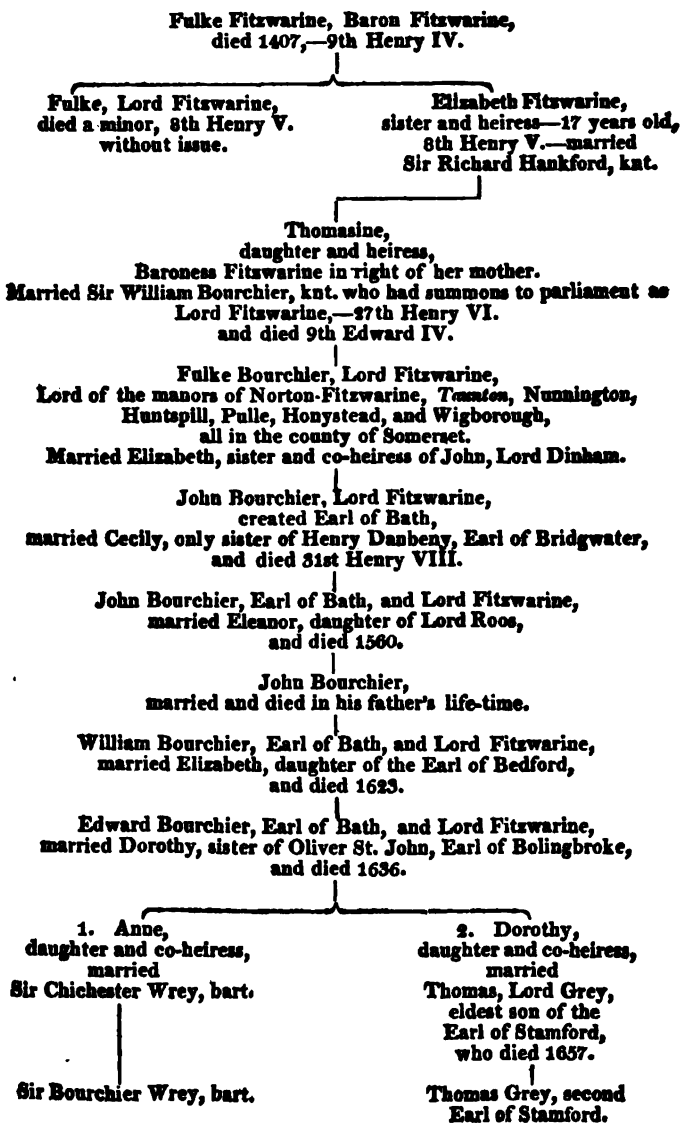 Fulke Fitzwarine, Baron Fitzwarine,
died 1407,—9th Henry IV.
Fulke, Lord Fitzwarine,
died a minor, 8th Henry V.
without issue.
Elizabeth Fitzwarine,
sister and heiress—17 years old,
8th Henry V.—married
Sir Richard Hankford, knt.
Thomasine,
daughter and heiress,
Baroness Fitzwarine in right of her mother.
Married Sir William Bourchier, knt. who had summons to parliament as
Lord Fitzwarine,—27th Henry VI.
and died 9th Edward IV.
Fulke Bourchier, Lord Fitzwarine,
Lord of the manors of Norton-Fitzwarine, Taunton, Nunnington,
Huntspill, Pulle, Honystead, and Wigborough,
all in the county of Somerset.
Married Elizabeth, sister and co-heiress of John, Lord Dinham.
John Bourchier, Lord Fitzwarine,
created Earl of Bath,
married Cecily, only sister of Henry Danbeny, Earl of Bridgwater,
and died 31st Henry VIII.
John Bourchier, Earl of Bath, and Lord Fitzwarine,
married Eleanor, daughter of Lord Roos,
and died 1560.
John Bourchier,
married and died in his father's life-time.
William Bourchier, Earl of Bath, and Lord Fitzwarine,
married Elizabeth, daughter of the Earl of Bedford,
and died 1623.
Edward Bourchier, Earl of Bath, and Lord Fitzwarine,
married Dorothy, sister of Oliver St. John, Earl of Bolingbroke,
and died 1636.
1. Anne,
daughter and co-heiress,
married
Sir Chichester Wrey, bart.
Sir Bourchier Wrey, bart.
2. Dorothy,
daughter and co-heiress,
married
Thomas, Lord Grey,
eldest son of the
Earl of Stamford,
who died 1657.
Thomas Grey, second
Earl of Stamford.